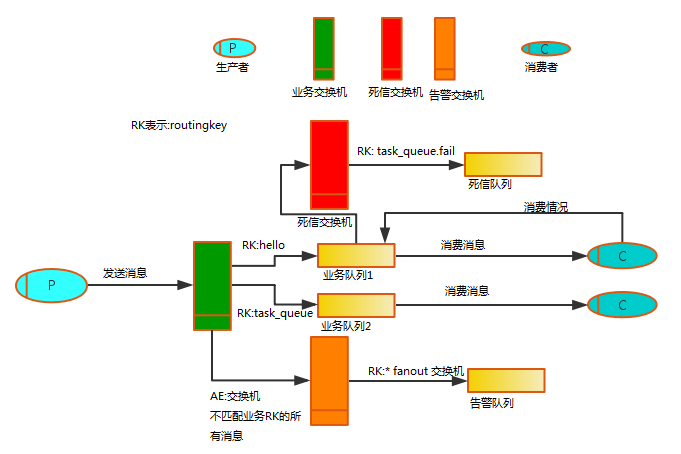 P
C
生产者
消费者
业务交换机
死信交换机
告警交换机
RK表示:routingkey
RK: task_queue.fail
死信队列
死信交换机
消费情况
RK:hello
消费消息
C
业务队列1
发送消息
P
消费消息
C
RK:task_queue
业务队列2
RK:* fanout 交换机
AE:交换机
不匹配业务RK的所
有消息
告警队列